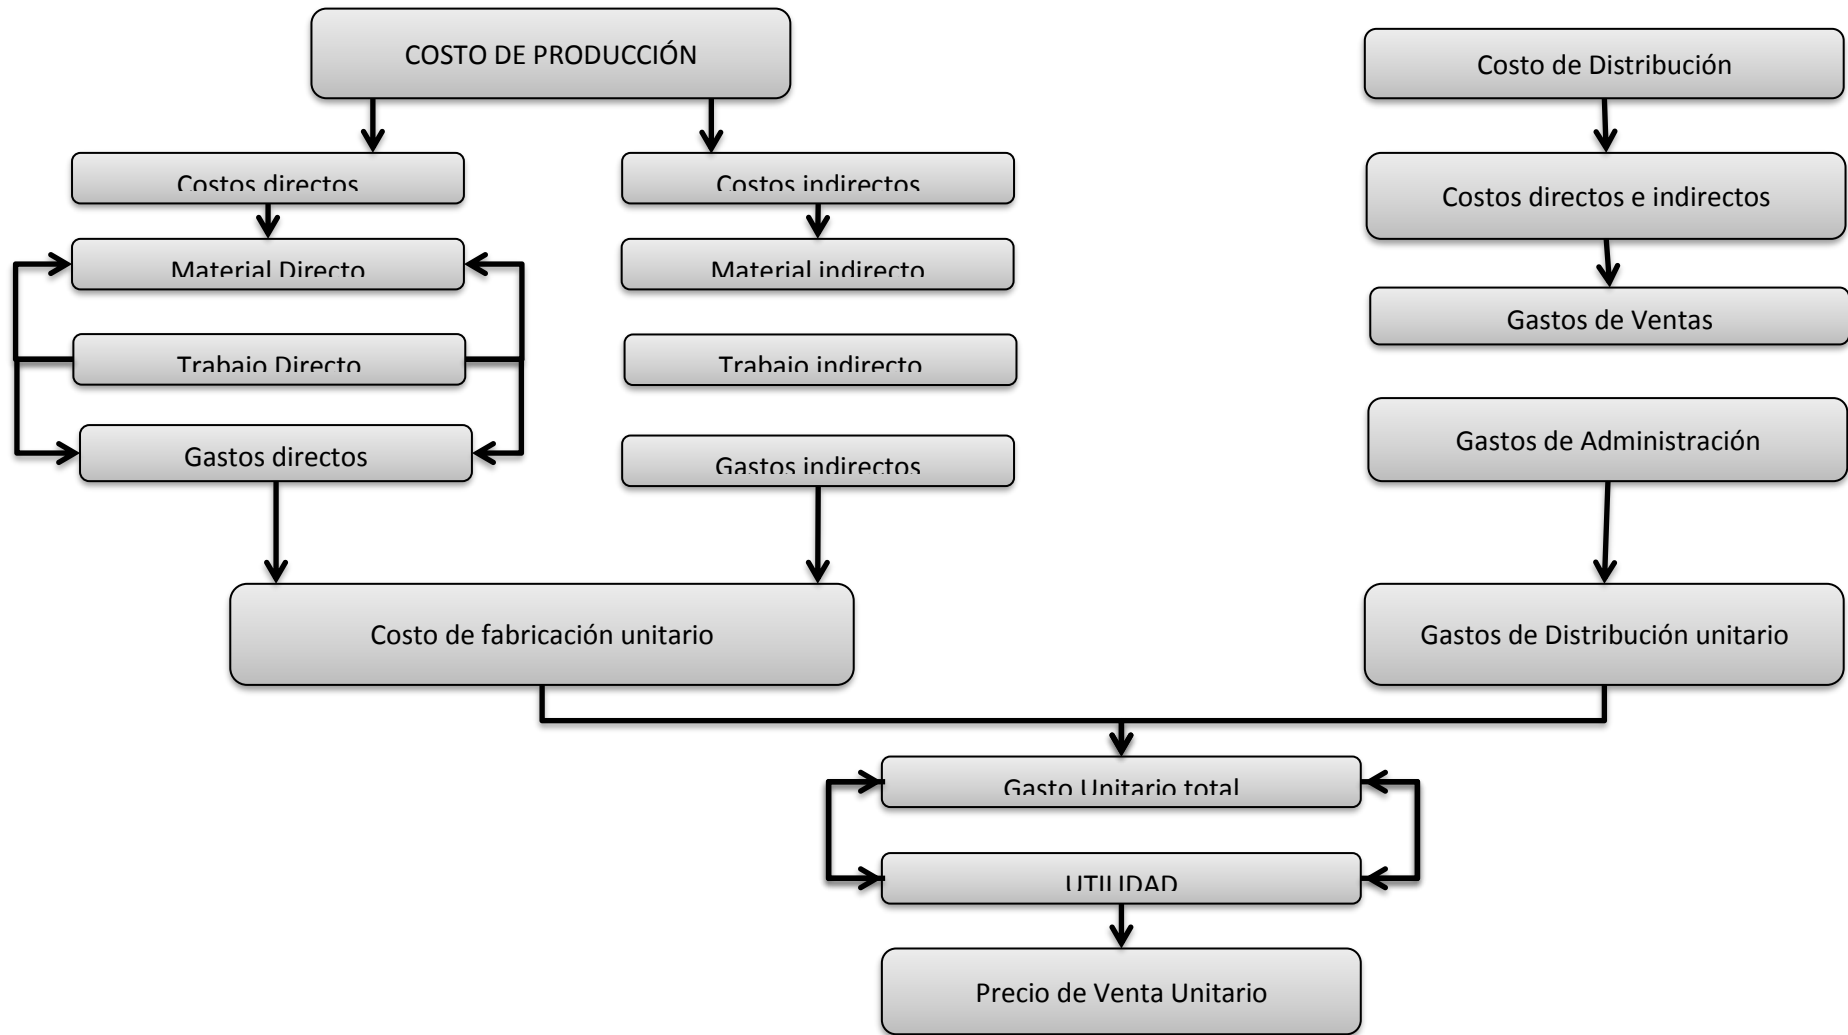 COSTO DE PRODUCCIÓN
Costo de Distribución
Costos directos
Costos indirectos
Costos directos e indirectos
Material Directo
Material indirecto
Gastos de Ventas
Trabajo Directo
Trabajo indirecto
Gastos de Administración
Gastos directos
Gastos indirectos
Costo de fabricación unitario
Gastos de Distribución unitario
Gasto Unitario total
UTILIDAD
Precio de Venta Unitario